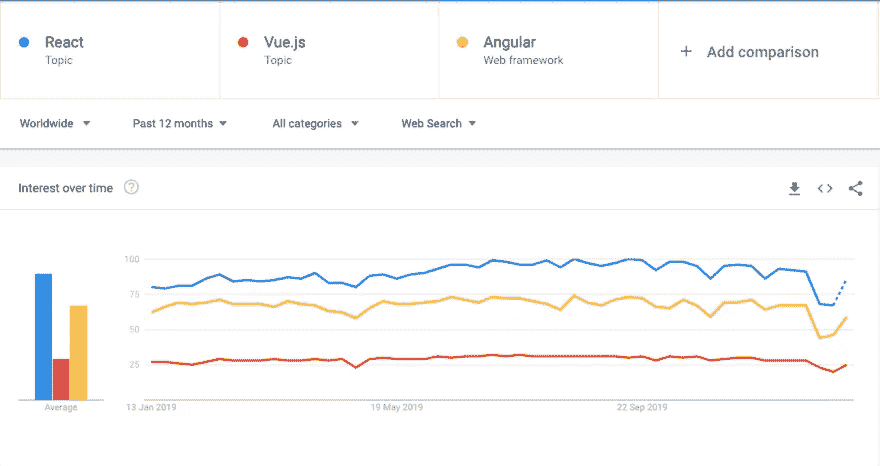 React
Topic
Vue.js
Topic
Angular
Web framework
+ Add comparison
Worldwide
Past 12 months
All categories
Web Search
Interest over time ?
100
75
50
25
Average
13 Jan 2019
19 May 2019
22 Sep 2019